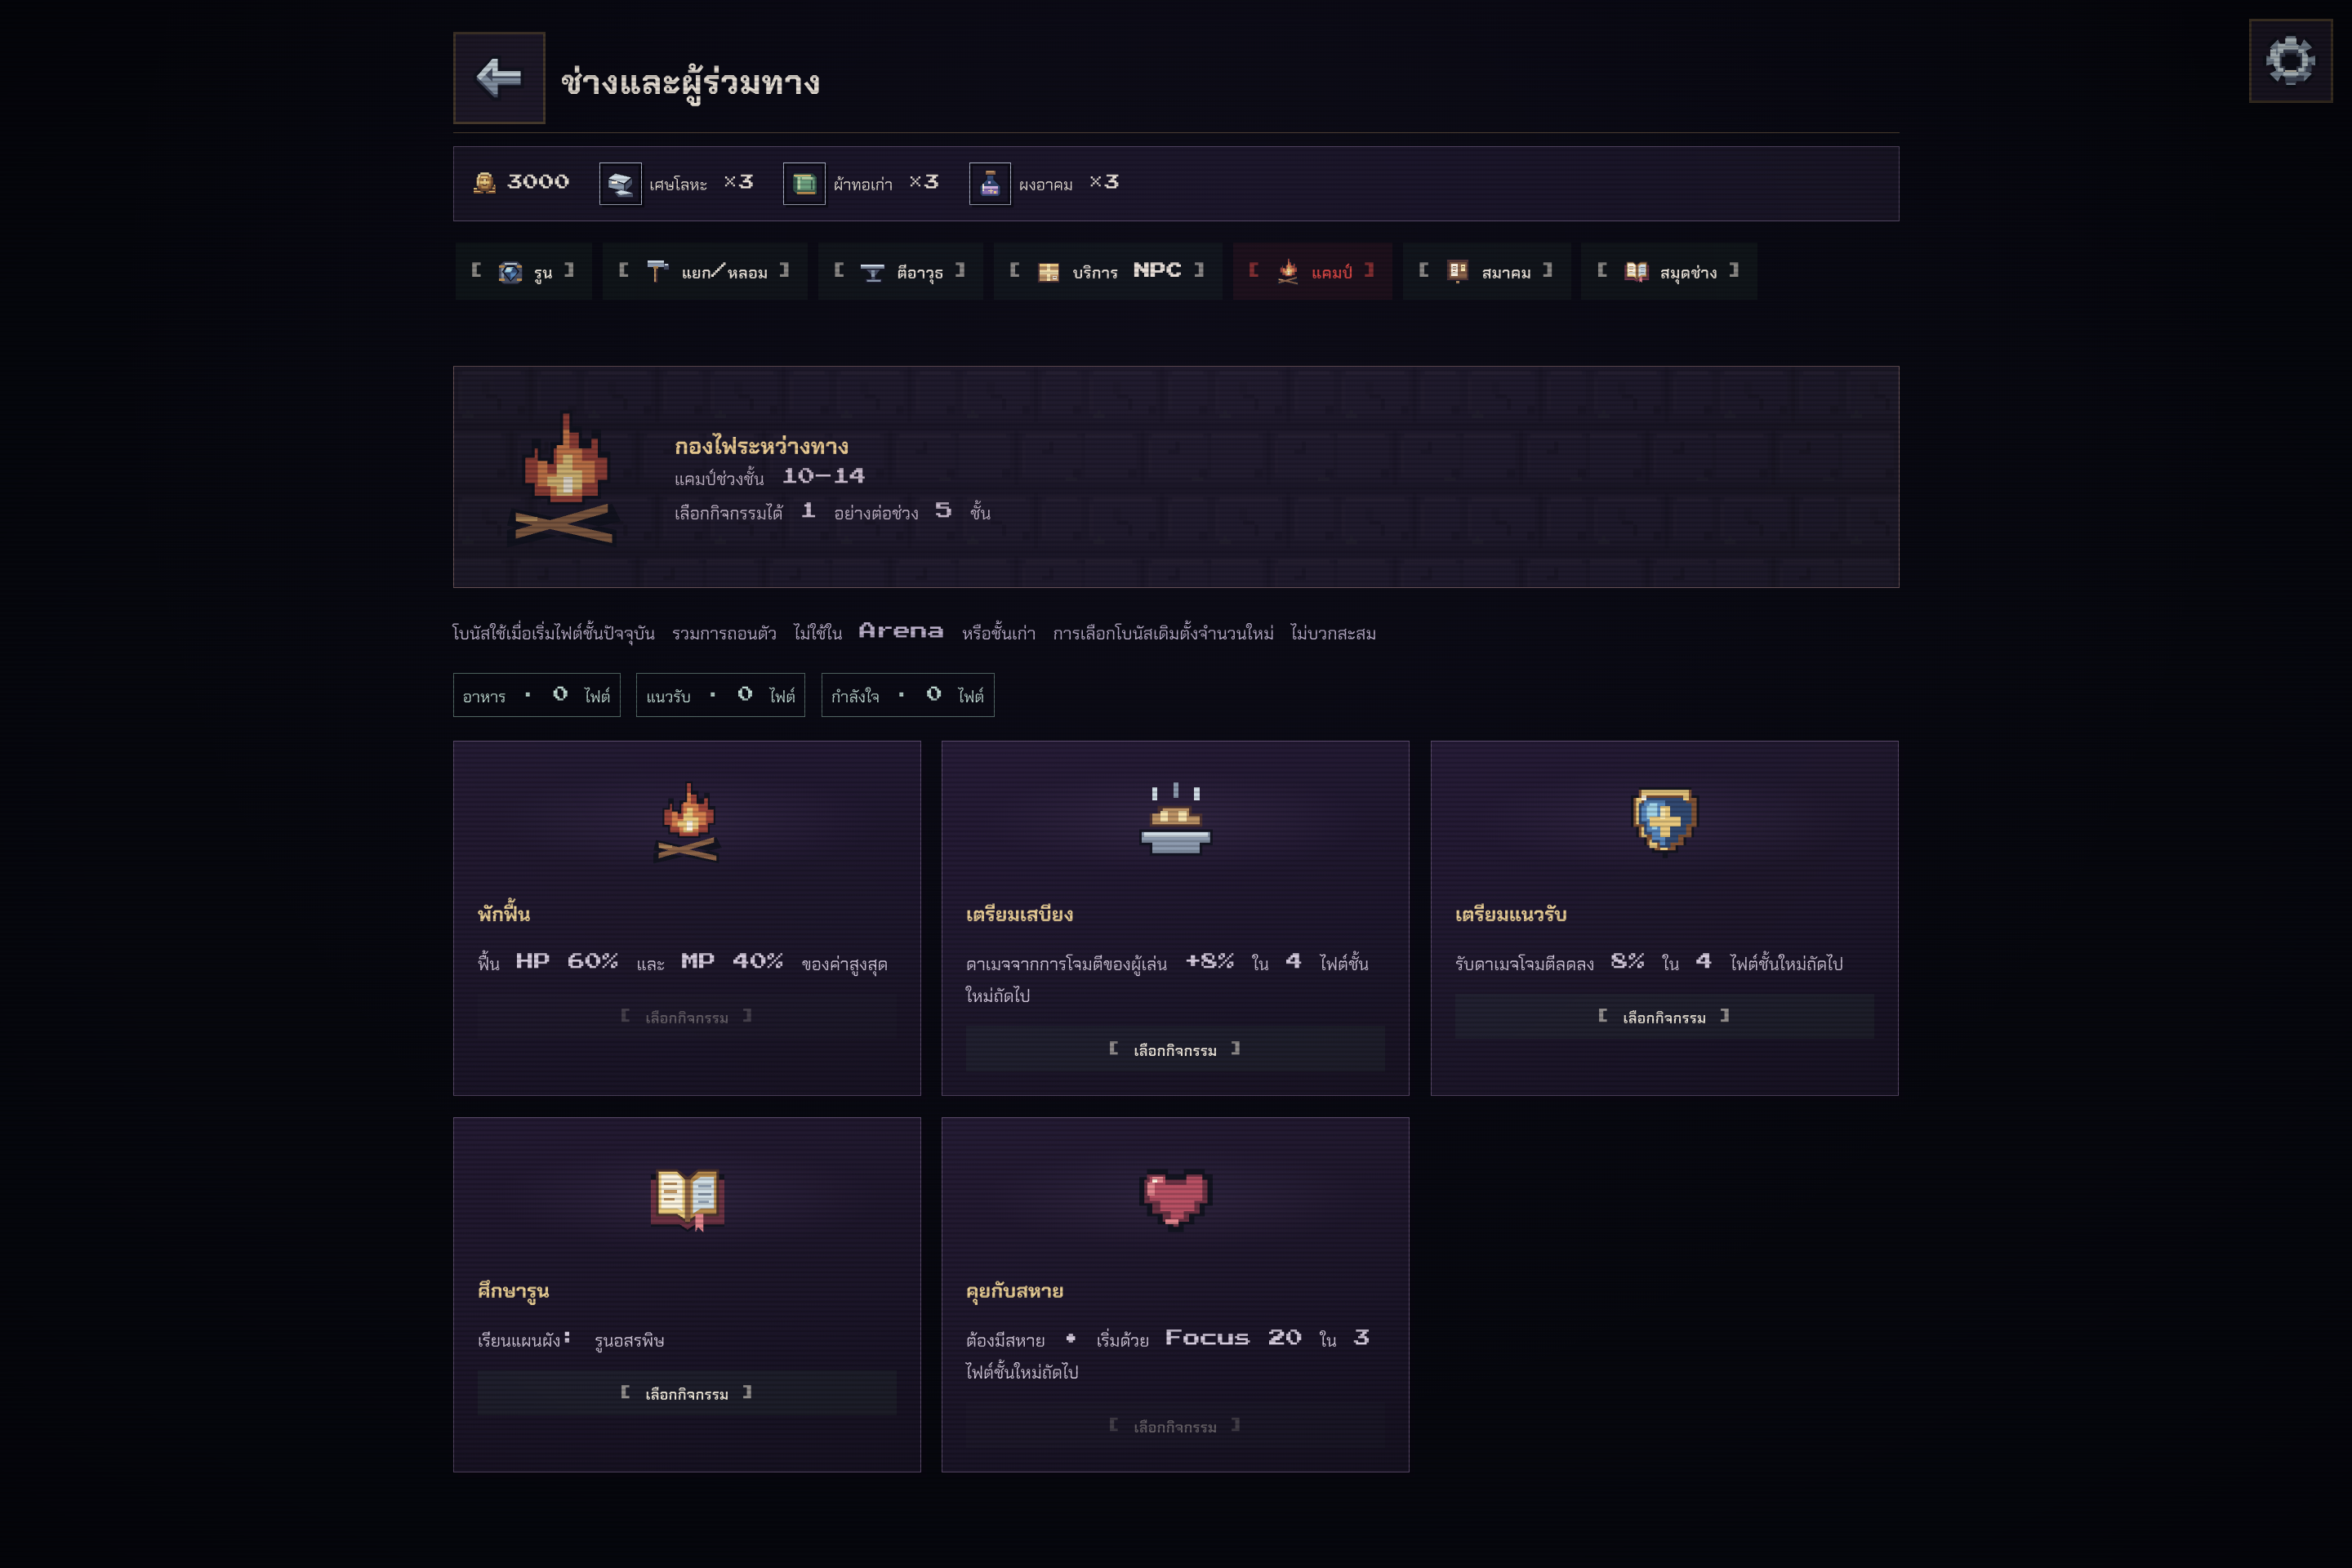 ช่างและผู้ร่วมทาง
3000 เศษโลหะ ×3 ผ้าทอเก่า ×3 ผงอาคม ×3
[ รูน ] [ แยก/หลอม ] [ ตีอาวุธ ] [ บริการ NPC ] [ แคมป์ ] [ สมาคม ] [ สมุดช่าง ]
กองไฟระหว่างทาง
แคมป์ช่วงชั้น 10–14
เลือกกิจกรรมได้ 1 อย่างต่อช่วง 5 ชั้น
โบนัสใช้เมื่อเริ่มไฟต์ชั้นปัจจุบัน รวมการถอนตัว ไม่ใช้ใน Arena หรือชั้นเก่า การเลือกโบนัสเดิมตั้งจำนวนใหม่ ไม่บวกสะสม
อาหาร · 0 ไฟต์ แนวรับ · 0 ไฟต์ กำลังใจ · 0 ไฟต์
พักฟื้น
ฟื้น HP 60% และ MP 40% ของค่าสูงสุด
[ เลือกกิจกรรม ]
เตรียมเสบียง
ดาเมจจากการโจมตีของผู้เล่น +8% ใน 4 ไฟต์ชั้น
ใหม่ถัดไป
[ เลือกกิจกรรม ]
เตรียมแนวรับ
รับดาเมจโจมตีลดลง 8% ใน 4 ไฟต์ชั้นใหม่ถัดไป
[ เลือกกิจกรรม ]
ศึกษารูน
เรียนแผนผัง: รูนอสรพิษ
[ เลือกกิจกรรม ]
คุยกับสหาย
ต้องมีสหาย • เริ่มด้วย Focus 20 ใน 3
ไฟต์ชั้นใหม่ถัดไป
[ เลือกกิจกรรม ]